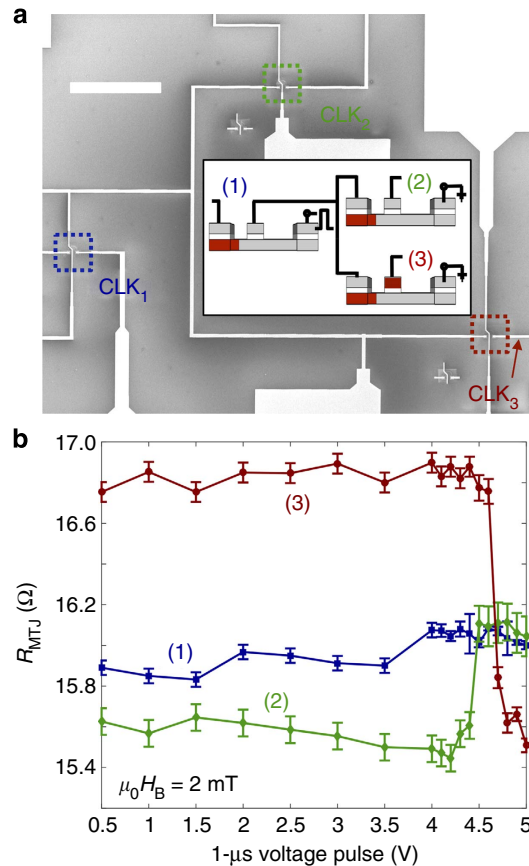 a
CLK₂
(1)
(2)
(3)
CLK₁
CLK₃
b
17.0
16.6
16.2
15.8
15.4
R_MTJ (Ω)
(3)
(1)
(2)
μ₀H_B = 2 mT
0.5 1 1.5 2 2.5 3 3.5 4 4.5 5
1-μs voltage pulse (V)